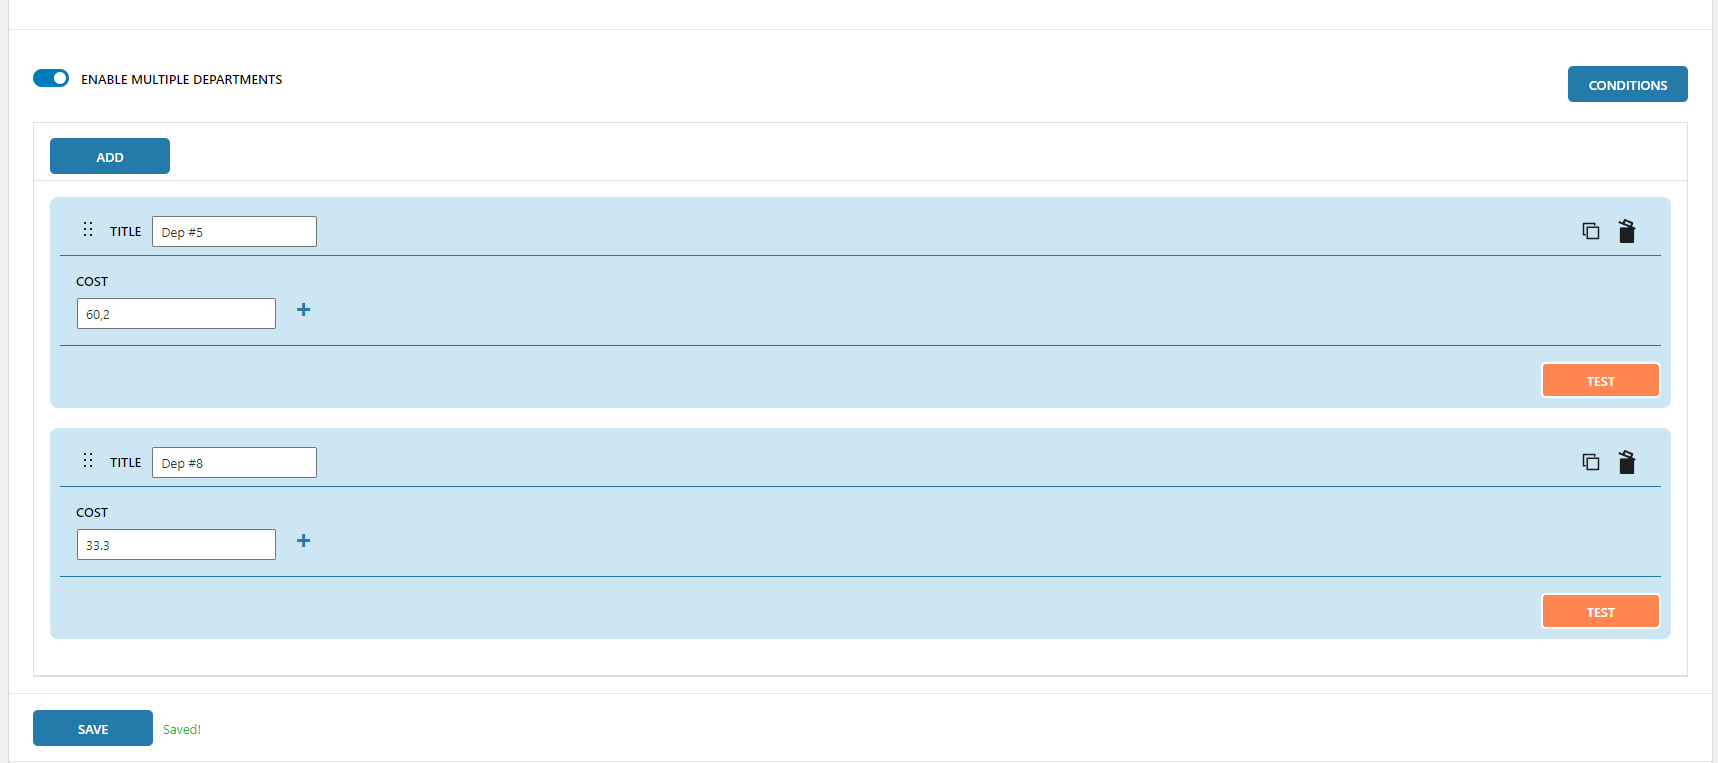 ENABLE MULTIPLE DEPARTMENTS
CONDITIONS
ADD
TITLE Dep #5
COST
60,2
TEST
TITLE Dep #8
COST
33.3
TEST
SAVE Saved!